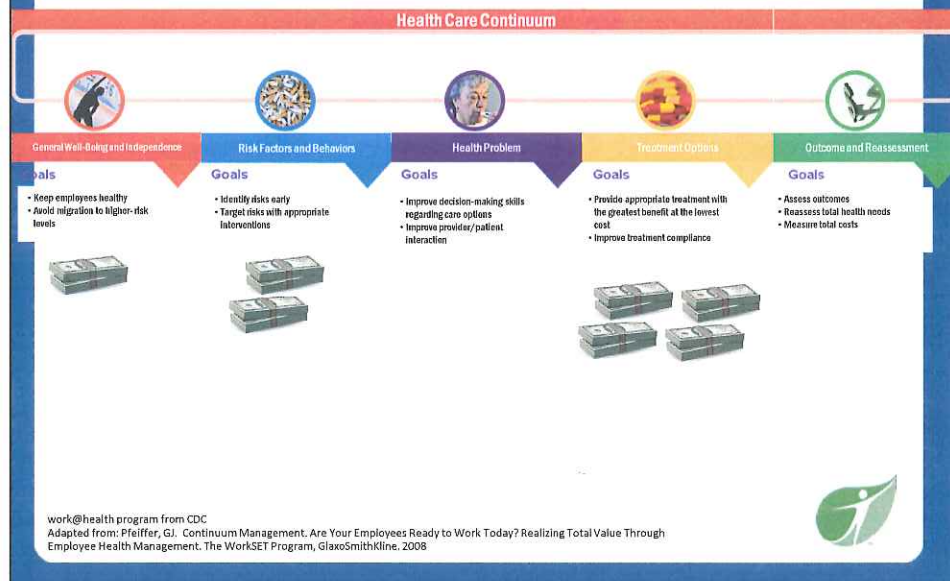 Health Care Continuum
General Well-Being and Independence
Risk Factors and Behaviors
Health Problem
Treatment Options
Outcome and Reassessment
oals
• Keep employees healthy
• Avoid migration to higher-risk
levels
Goals
• Identify risks early
• Target risks with appropriate
interventions
Goals
• Improve decision-making skills
regarding care options
• Improve provider/patient
interaction
Goals
• Provide appropriate treatment with
the greatest benefit at the lowest
cost
• Improve treatment compliance
Goals
• Assess outcomes
• Reassess total health needs
• Measure total costs
work@health program from CDC
Adapted from: Pfeiffer, GJ. Continuum Management. Are Your Employees Ready to Work Today? Realizing Total Value Through
Employee Health Management. The WorkSET Program, GlaxoSmithKline. 2008